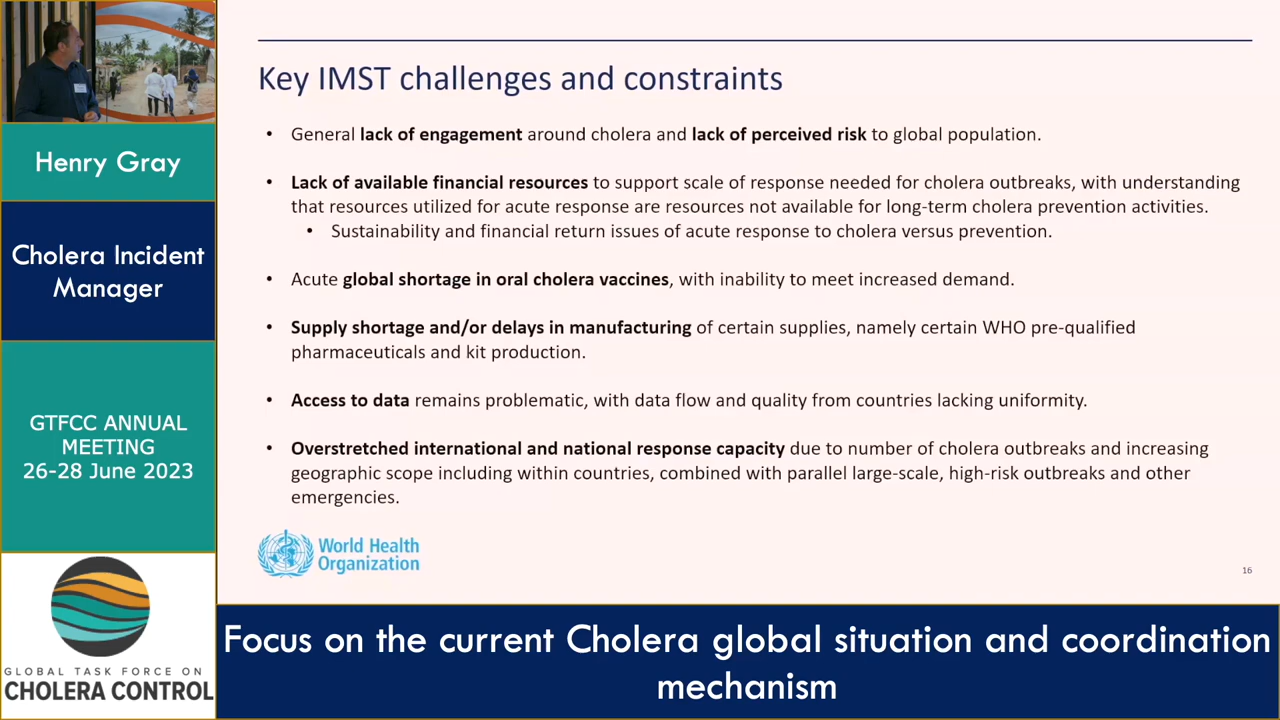 Henry Gray
Cholera Incident
Manager
GTFCC ANNUAL
MEETING
26-28 June 2023
GLOBAL TASK FORCE ON
CHOLERA CONTROL
Key IMST challenges and constraints
• General lack of engagement around cholera and lack of perceived risk to global population.
• Lack of available financial resources to support scale of response needed for cholera outbreaks, with understanding
that resources utilized for acute response are resources not available for long-term cholera prevention activities.
• Sustainability and financial return issues of acute response to cholera versus prevention.
• Acute global shortage in oral cholera vaccines, with inability to meet increased demand.
• Supply shortage and/or delays in manufacturing of certain supplies, namely certain WHO pre-qualified
pharmaceuticals and kit production.
• Access to data remains problematic, with data flow and quality from countries lacking uniformity.
• Overstretched international and national response capacity due to number of cholera outbreaks and increasing
geographic scope including within countries, combined with parallel large-scale, high-risk outbreaks and other
emergencies.
World Health
Organization
16
Focus on the current Cholera global situation and coordination
mechanism